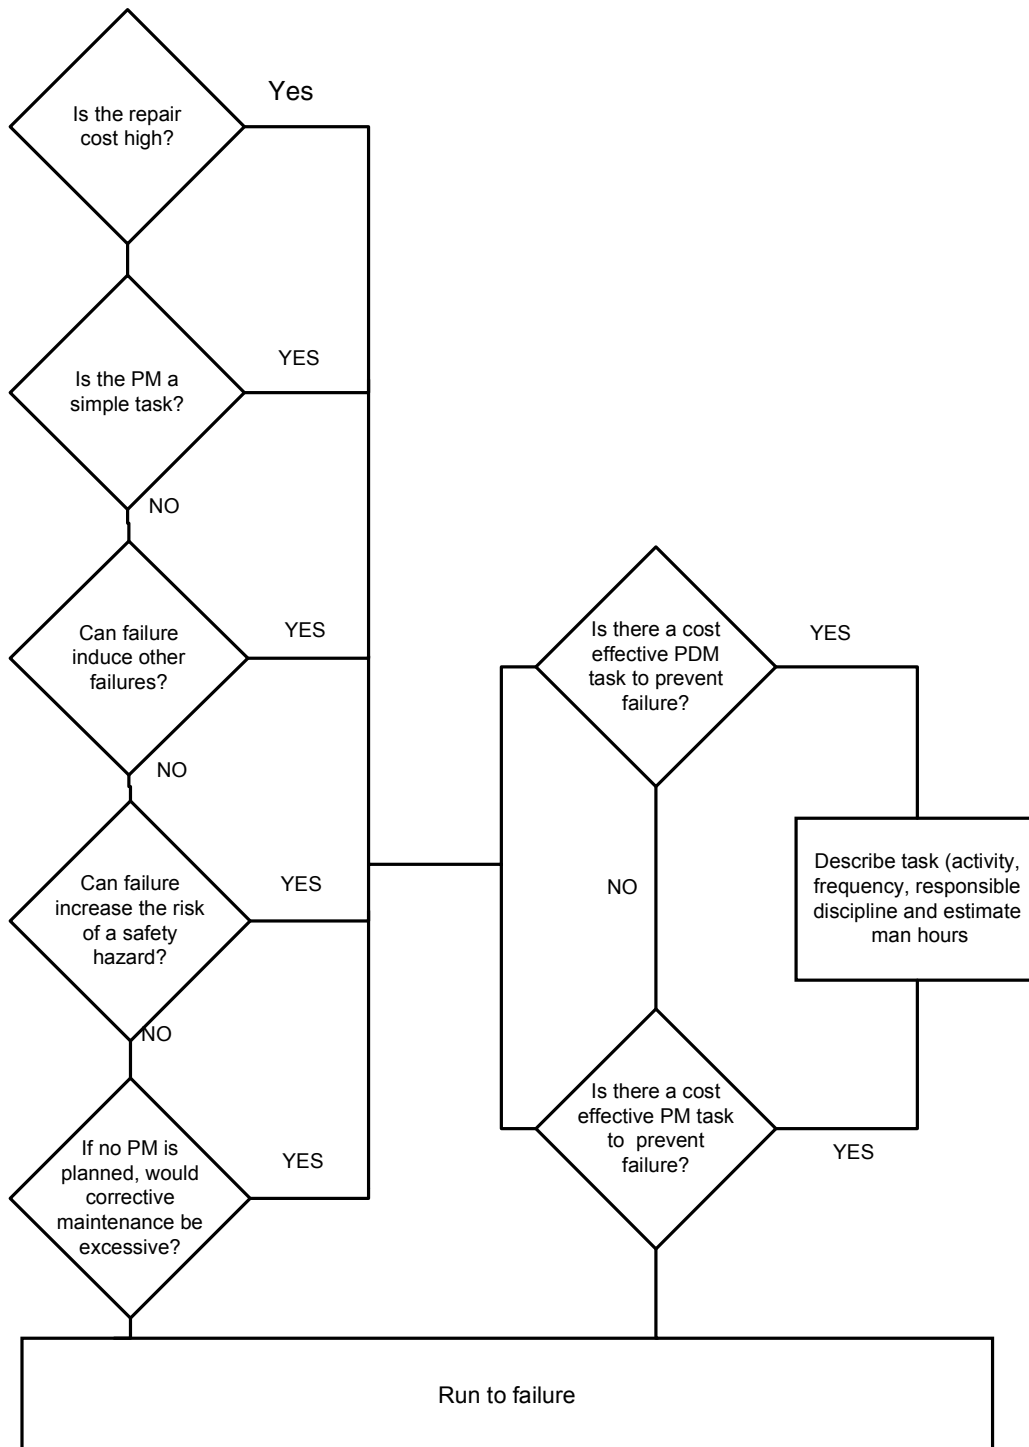 Yes
Is the repair
cost high?
YES
Is the PM a
simple task?
NO
YES
Can failure
induce other
failures?
NO
YES
Can failure
increase the risk
of a safety
hazard?
NO
YES
If no PM is
planned, would
corrective
maintenance be
excessive?
Is there a cost
effective PDM
task to prevent
failure?
YES
NO
Describe task (activity,
frequency, responsible
discipline and estimate
man hours
Is there a cost
effective PM task
to prevent
failure?
YES
Run to failure